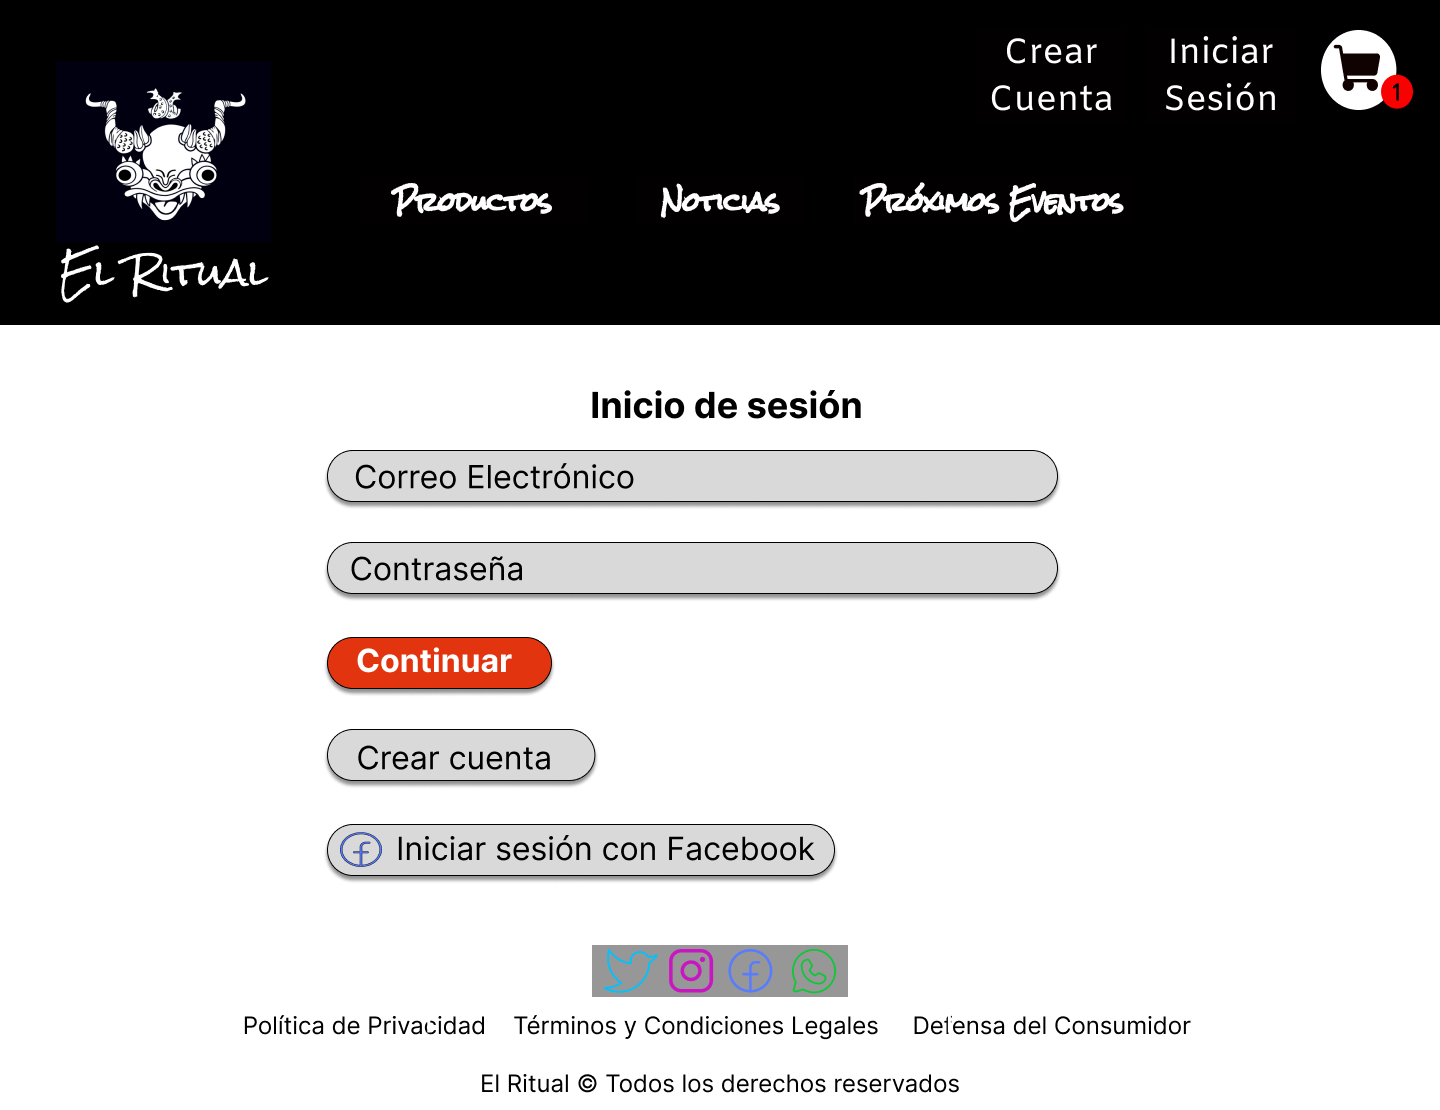 Crear
Cuenta
Iniciar
Sesión
1
El Ritual
Productos
Noticias
Próximos Eventos
Inicio de sesión
Correo Electrónico
Contraseña
Continuar
Crear cuenta
Iniciar sesión con Facebook
Política de Privacidad
Términos y Condiciones Legales
Defensa del Consumidor
El Ritual © Todos los derechos reservados